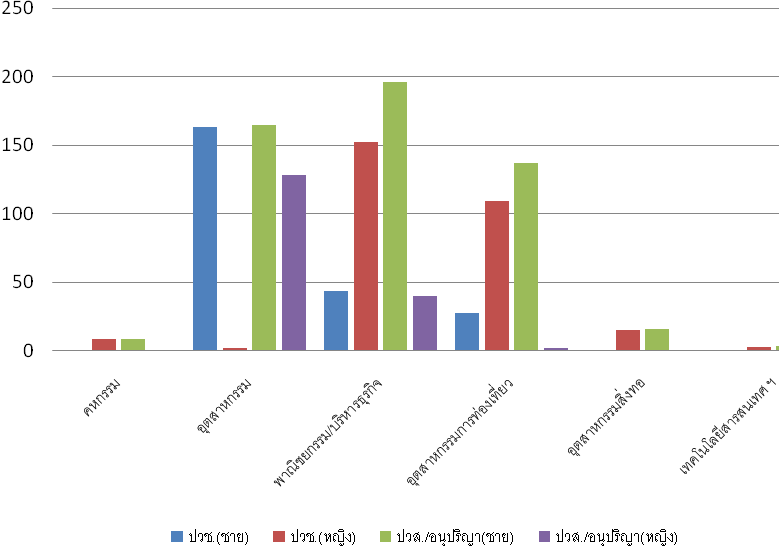 250
200
150
100
50
0
คหกรรม
อุตสาหกรรม
พาณิชยกรรม/บริหารธุรกิจ
อุตสาหกรรมการท่องเที่ยว
อุตสาหกรรมสิ่งทอ
เทคโนโลยีสารสนเทศ ฯ
ปวช.(ชาย) ปวช.(หญิง) ปวส./อนุปริญา(ชาย) ปวส./อนุปริญา(หญิง)